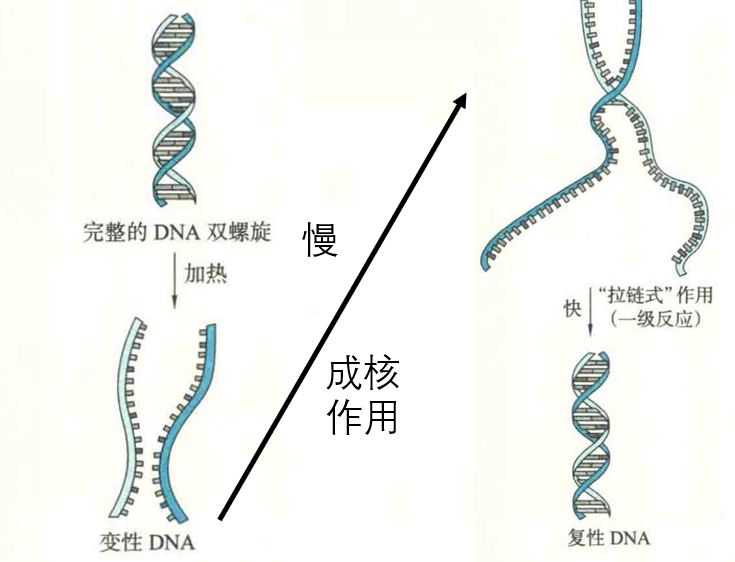 完整的 DNA 双螺旋
加热
变性 DNA
慢
成核
作用
快
“拉链式”作用
（一级反应）
复性 DNA